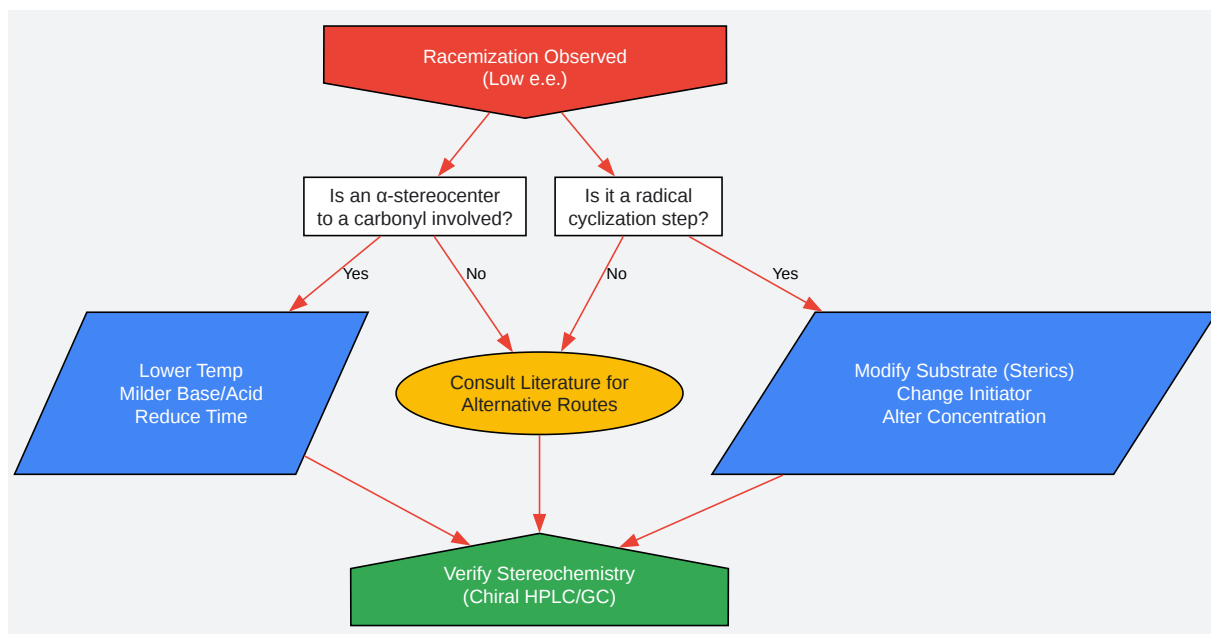 Racemization Observed
(Low e.e.)
Is an α-stereocenter
to a carbonyl involved?
Is it a radical
cyclization step?
Yes
No
No
Yes
Lower Temp
Milder Base/Acid
Reduce Time
Consult Literature for
Alternative Routes
Modify Substrate (Sterics)
Change Initiator
Alter Concentration
Verify Stereochemistry
(Chiral HPLC/GC)